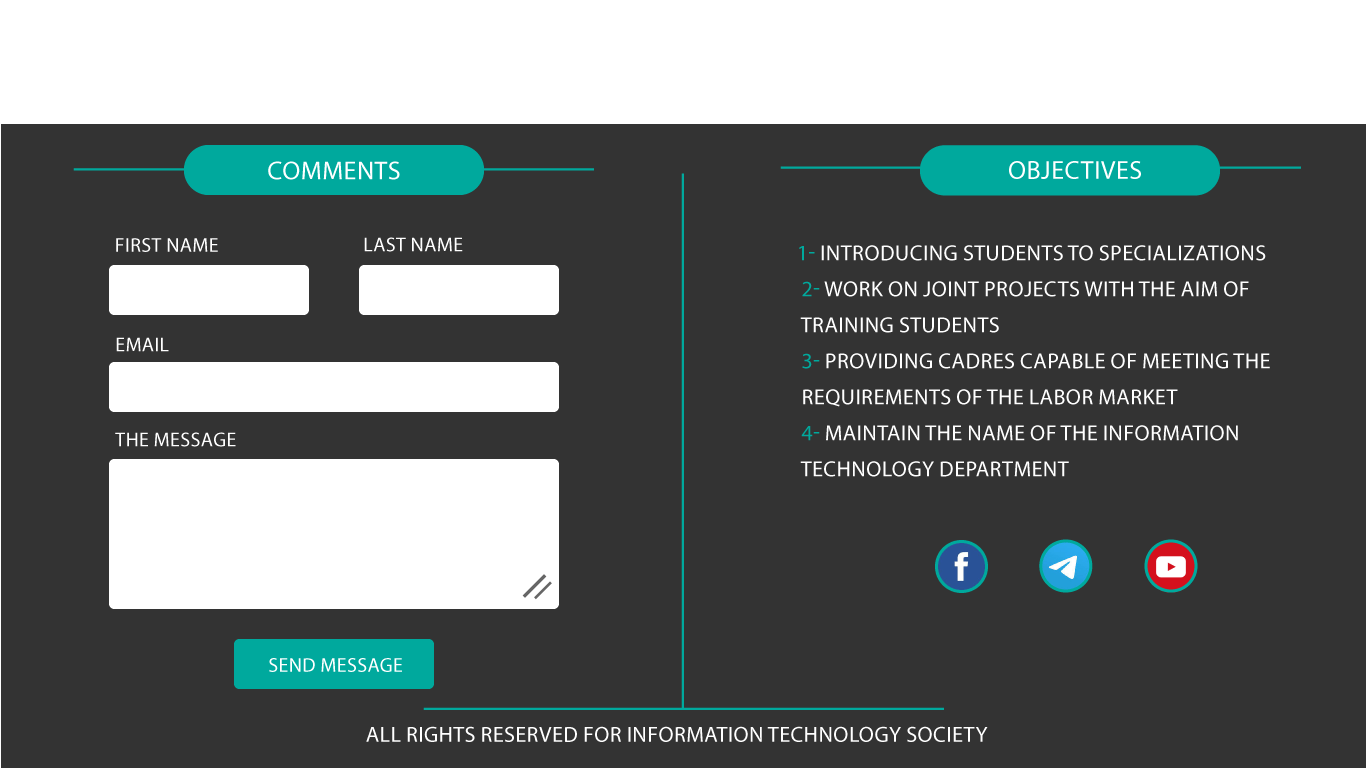 COMMENTS
FIRST NAME
LAST NAME
EMAIL
THE MESSAGE
SEND MESSAGE
OBJECTIVES
1- INTRODUCING STUDENTS TO SPECIALIZATIONS
2- WORK ON JOINT PROJECTS WITH THE AIM OF
TRAINING STUDENTS
3- PROVIDING CADRES CAPABLE OF MEETING THE
REQUIREMENTS OF THE LABOR MARKET
4- MAINTAIN THE NAME OF THE INFORMATION
TECHNOLOGY DEPARTMENT
ALL RIGHTS RESERVED FOR INFORMATION TECHNOLOGY SOCIETY